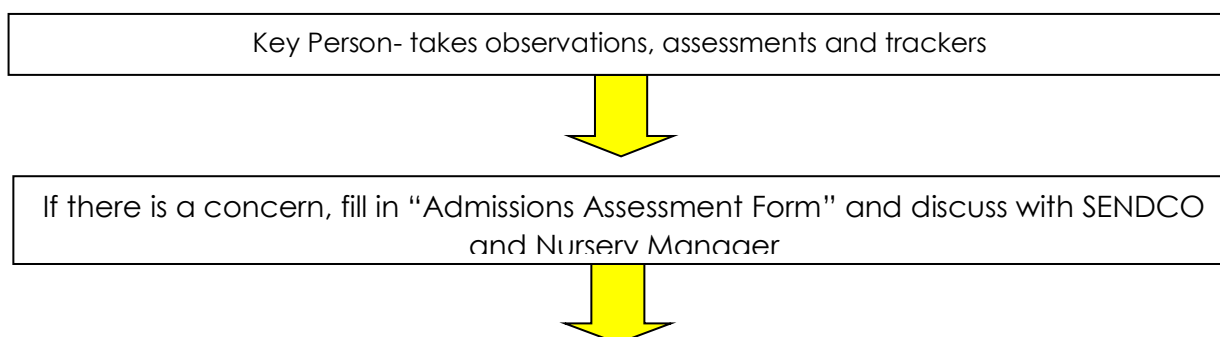 Key Person- takes observations, assessments and trackers
If there is a concern, fill in “Admissions Assessment Form” and discuss with SENDCO
and Nursery Manager